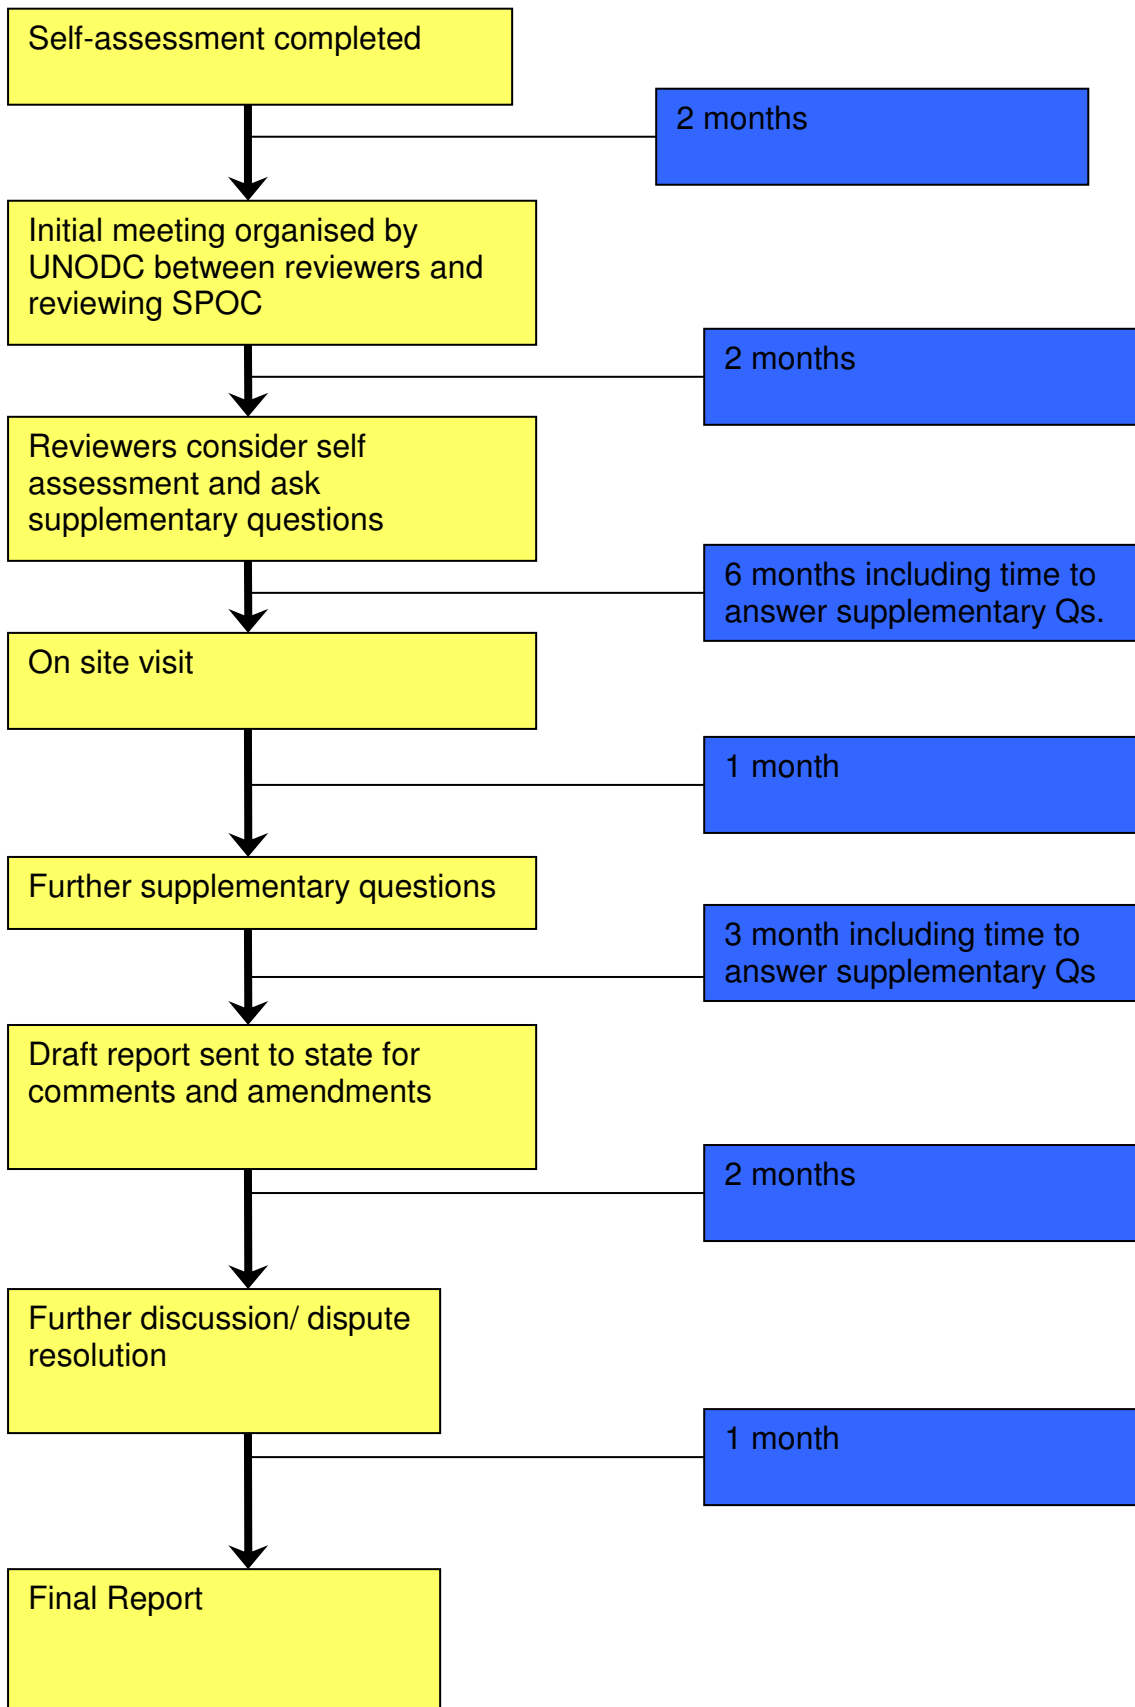 Self-assessment completed
2 months
Initial meeting organised by
UNODC between reviewers and
reviewing SPOC
2 months
Reviewers consider self
assessment and ask
supplementary questions
6 months including time to
answer supplementary Qs.
On site visit
1 month
Further supplementary questions
3 month including time to
answer supplementary Qs
Draft report sent to state for
comments and amendments
2 months
Further discussion/ dispute
resolution
1 month
Final Report